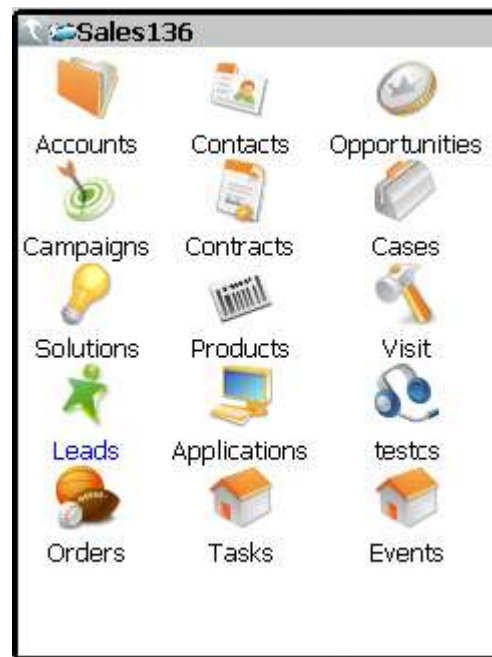 Sales136
Accounts Contacts Opportunities
Campaigns Contracts Cases
Solutions Products Visit
Leads Applications testcs
Orders Tasks Events